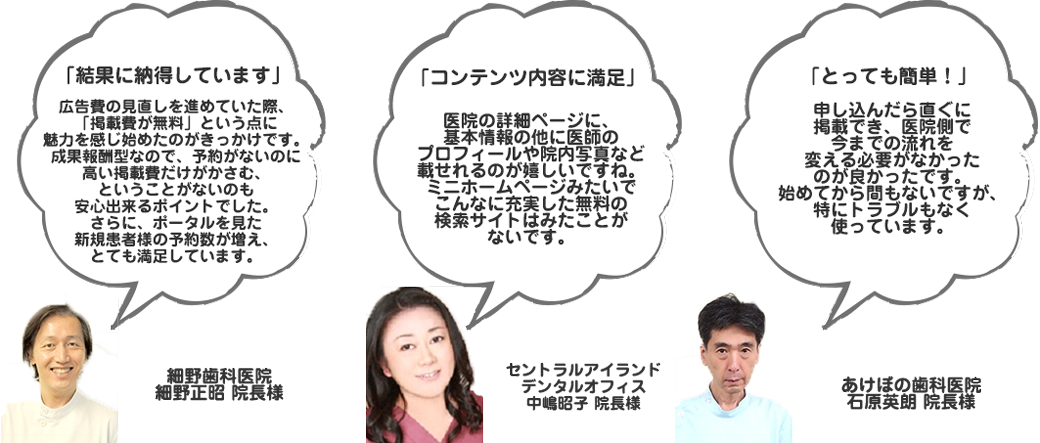 「結果に納得しています」
広告費の見直しを進めていた際、
「掲載費が無料」という点に
魅力を感じ始めたのがきっかけです。
成果報酬型なので、予約がないのに
高い掲載費だけがかさむ、
ということがないのも
安心出来るポイントでした。
さらに、ポータルを見た
新規患者様の予約数が増え、
とても満足しています。
細野歯科医院
細野正昭 院長様
「コンテンツ内容に満足」
医院の詳細ページに、
基本情報の他に医師の
プロフィールや院内写真など
載せれるのが嬉しいですね。
ミニホームページみたいで
こんなに充実した無料の
検索サイトはみたことが
ないです。
セントラルアイランド
デンタルオフィス
中嶋昭子 院長様
「とっても簡単！」
申し込んだら直ぐに
掲載でき、医院側で
今までの流れを
変える必要がなかった
のが良かったです。
始めてから間もないですが、
特にトラブルもなく
使っています。
あけぼの歯科医院
石原英朗 院長様